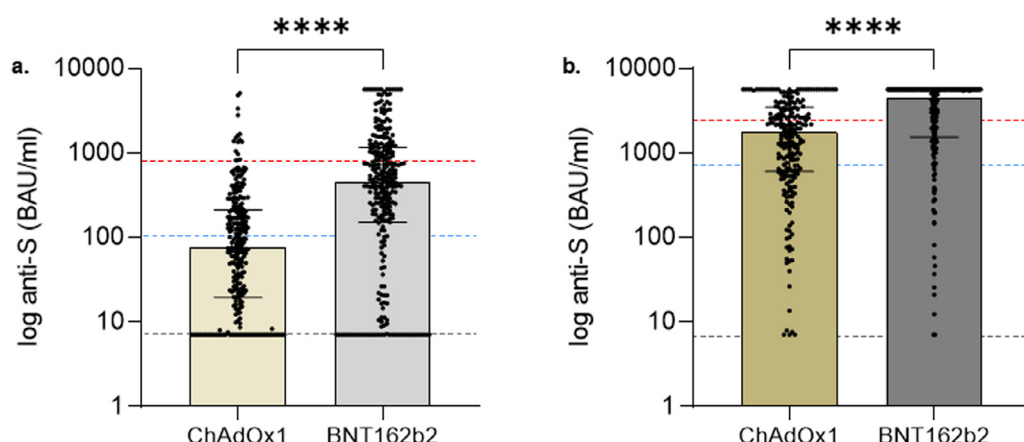 a.
****
log anti-S (BAU/ml)
10000
1000
100
10
1
ChAdOx1 BNT162b2
b.
****
log anti-S (BAU/ml)
10000
1000
100
10
1
ChAdOx1 BNT162b2